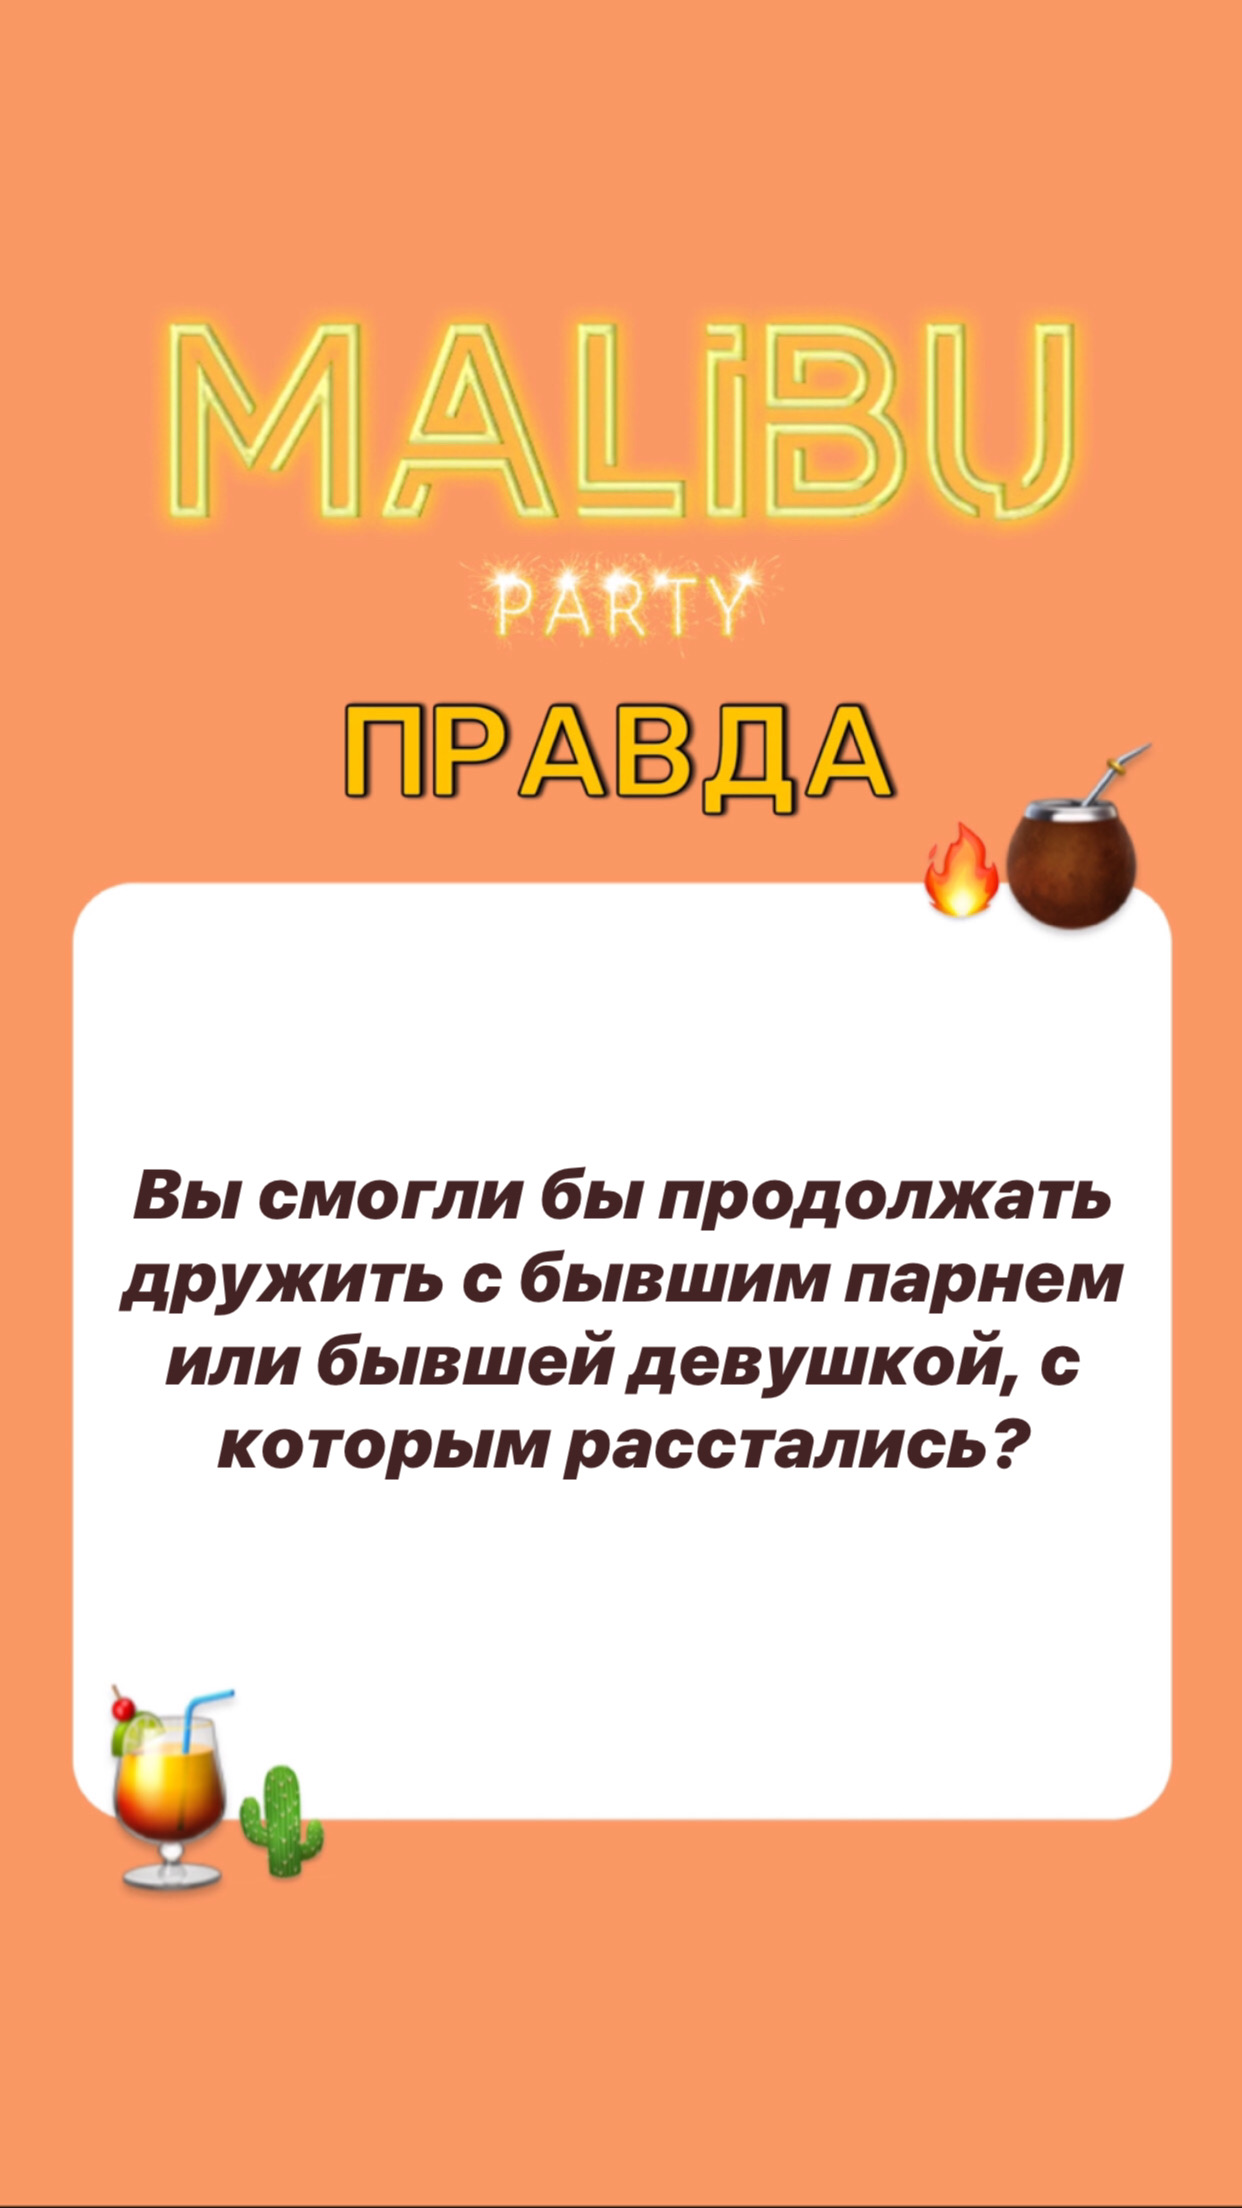 MALiBU
PARTY
ПРАВДА
Вы смогли бы продолжать
дружить с бывшим парнем
или бывшей девушкой, с
которым расстались?